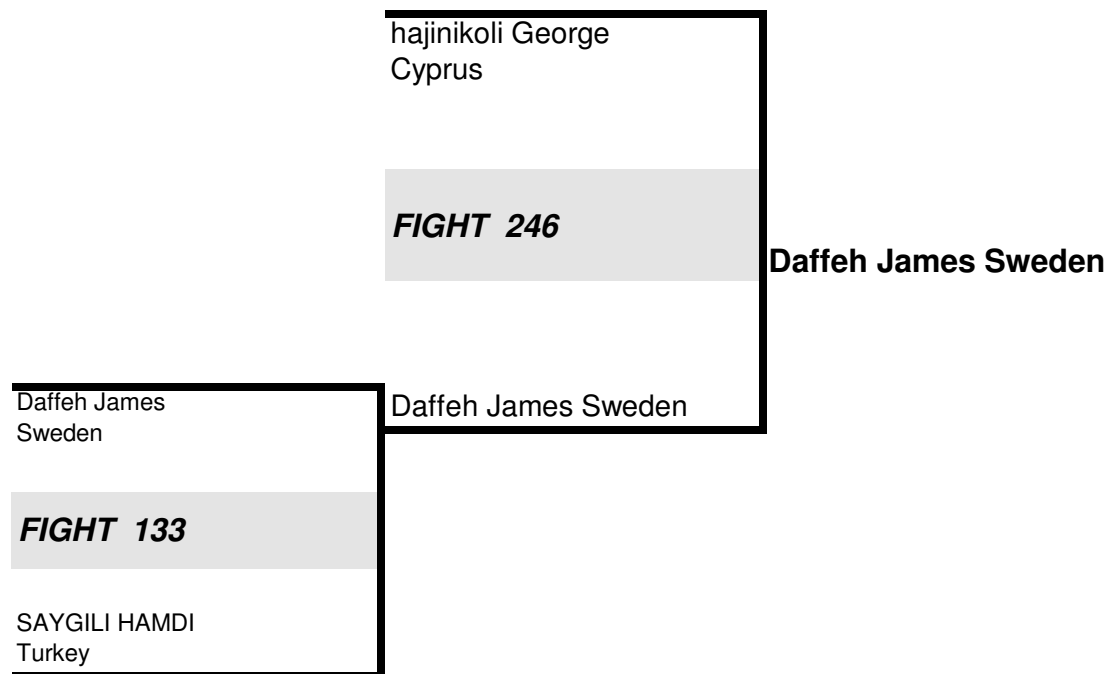 hajinikoli George
Cyprus
FIGHT 246
Daffeh James Sweden
Daffeh James Sweden
Daffeh James
Sweden
FIGHT 133
SAYGILI HAMDI
Turkey